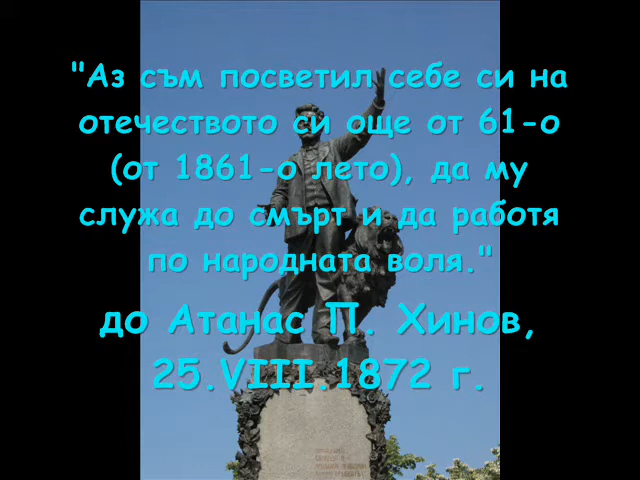 "Аз съм посветил себе си на
отечеството си още от 61-о
(от 1861-о лето), да му
служа до смърт и да работя
по народната воля."
до Атанас П. Хинов,
25.VIII.1872 г.